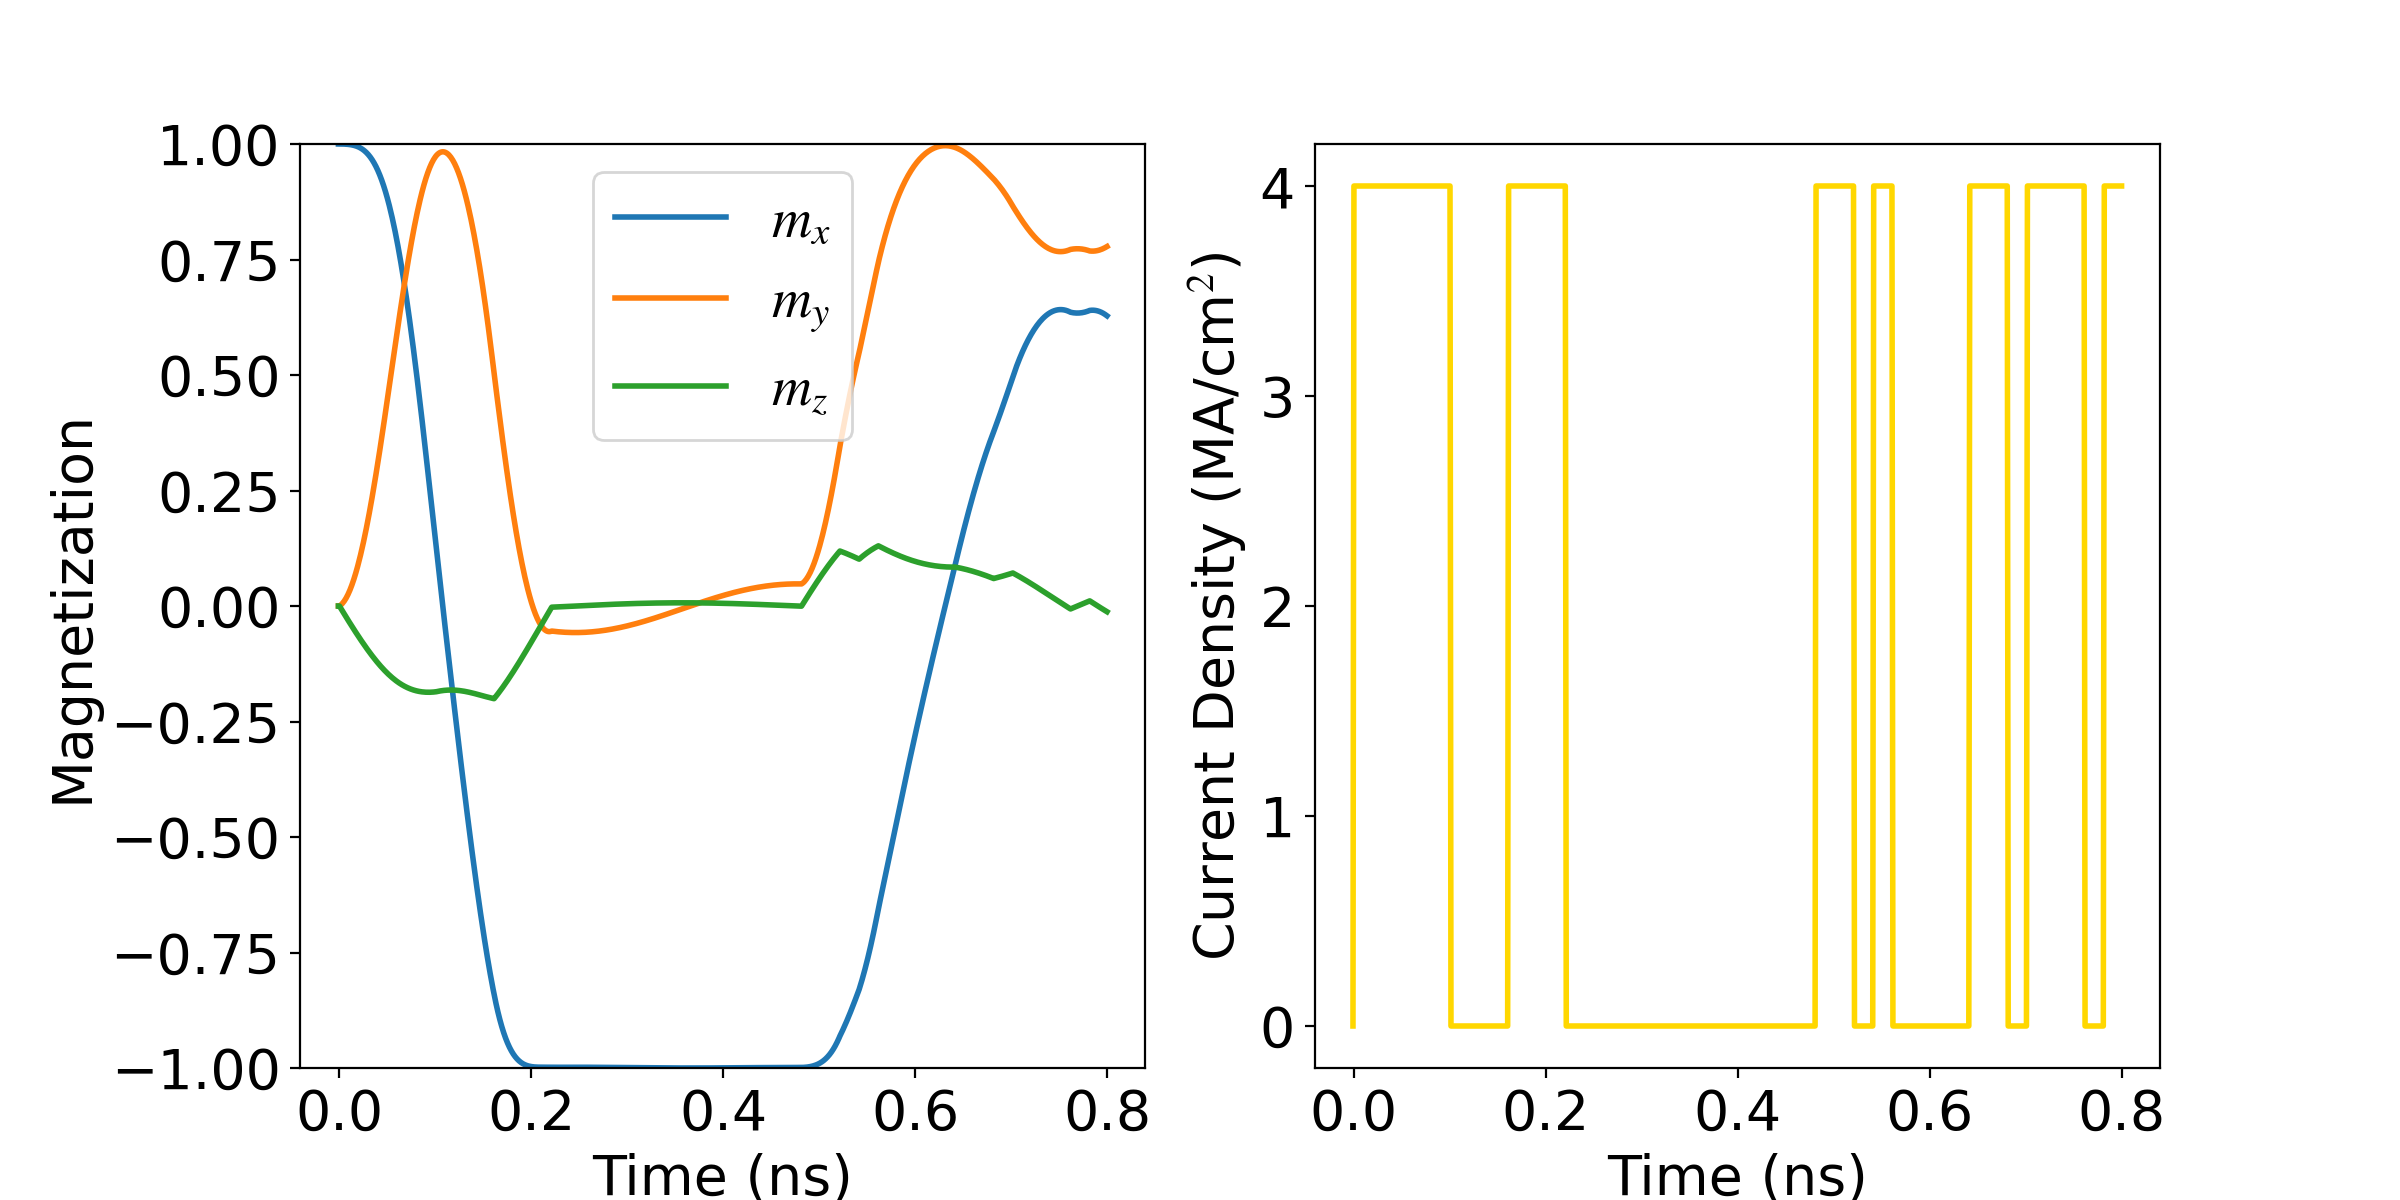 Magnetization
1.00
0.75
0.50
0.25
0.00
−0.25
−0.50
−0.75
−1.00
0.0 0.2 0.4 0.6 0.8
Time (ns)
m_x
m_y
m_z
Current Density (MA/cm²)
4
3
2
1
0
0.0 0.2 0.4 0.6 0.8
Time (ns)